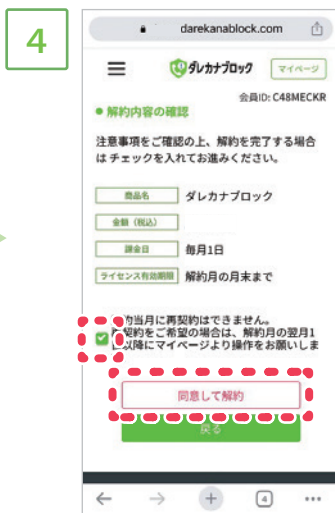 4
darekanablock.com
ダレカナブロック
マイページ
会員ID: C48MECKR
解約内容の確認
注意事項をご確認の上、解約を完了する場合
は チェックを入れてお進みください。
商品名 ダレカナブロック
金額（税込）
課金日 毎月1日
ライセンス有効期限 解約月の月末まで
約当月に再契約はできません。
契約をご希望の場合は、解約月の翌月1
以降にマイページより操作をお願いしま
同意して解約
戻る
4